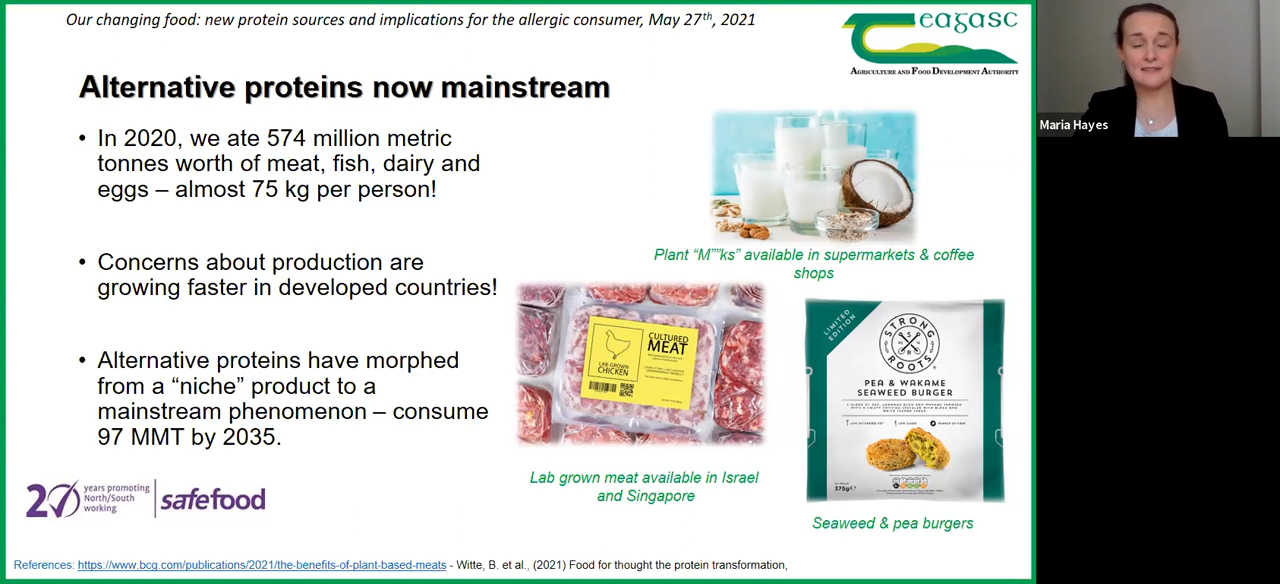 Our changing food: new protein sources and implications for the allergic consumer, May 27th, 2021
eagasc
AGRICULTURE AND FOOD DEVELOPMENT AUTHORITY
Maria Hayes
Alternative proteins now mainstream
• In 2020, we ate 574 million metric
tonnes worth of meat, fish, dairy and
eggs – almost 75 kg per person!
• Concerns about production are
growing faster in developed countries!
• Alternative proteins have morphed
from a “niche” product to a
mainstream phenomenon – consume
97 MMT by 2035.
Plant “M””ks” available in supermarkets & coffee
shops
CULTURED
MEAT
LAB GROWN
CHICKEN
Lab grown meat available in Israel
and Singapore
LIMITED
EDITION
STRONG
ROOTS
S
R
PEA & WAKAME
SEAWEED BURGER
375g
Seaweed & pea burgers
20 years promoting
North/South
working
safefood
References: https://www.bcg.com/publications/2021/the-benefits-of-plant-based-meats - Witte, B. et al., (2021) Food for thought the protein transformation,